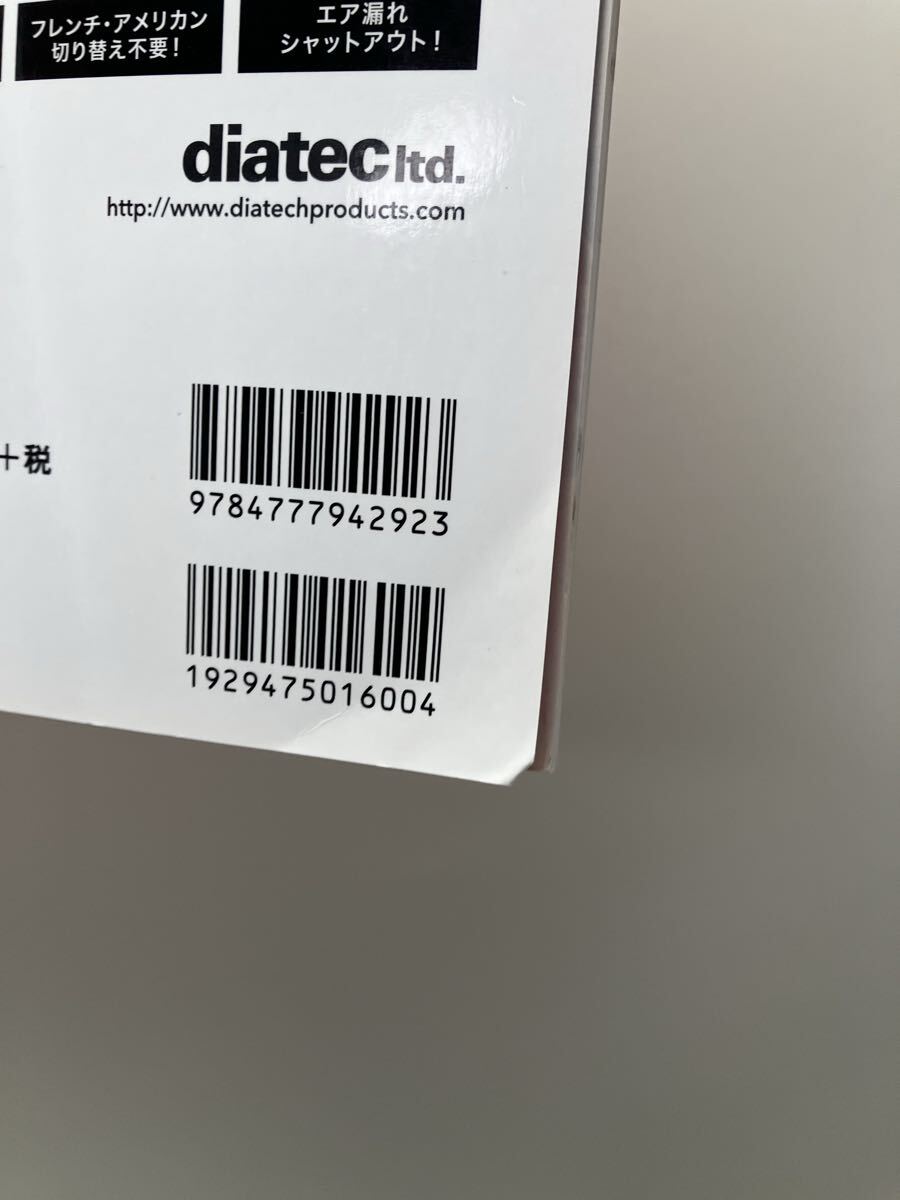 フレンチ・アメリカン
切り替え不要！
エア漏れ
シャットアウト！
diatec ltd.
http://www.diatechproducts.com
+税
9784777942923
1929475016004